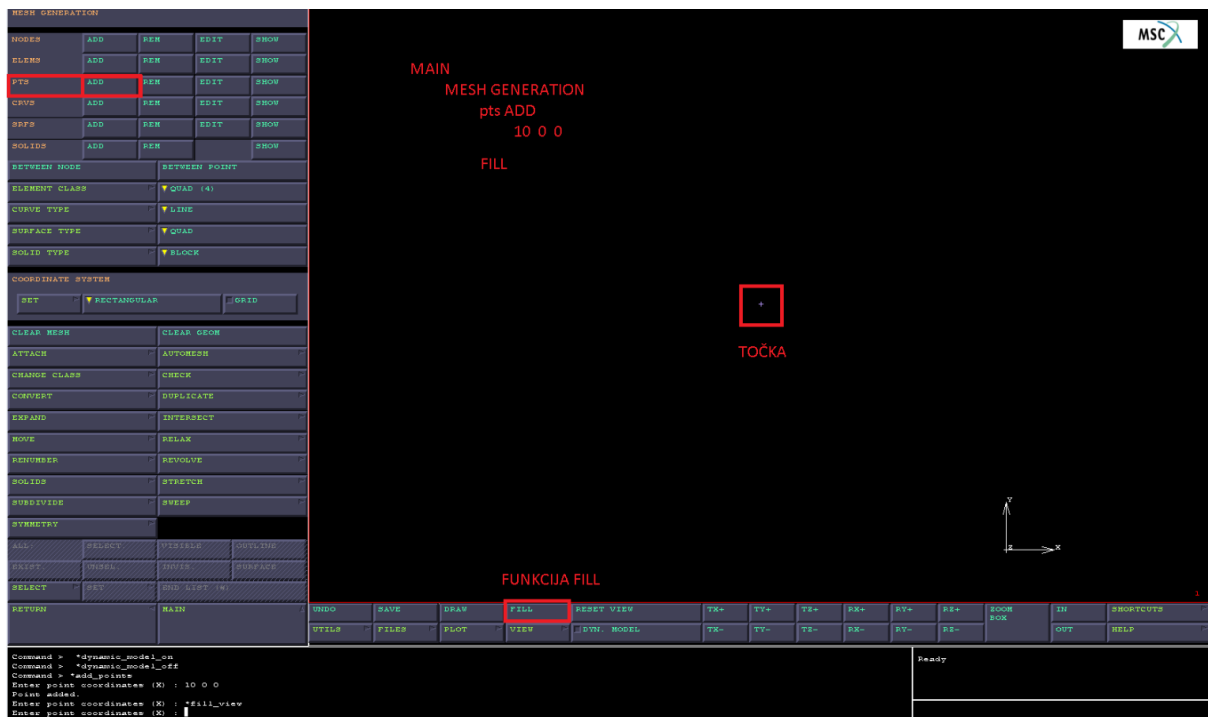 MESH GENERATION
NODES ADD REM EDIT SHOW
ELEMS ADD REM EDIT SHOW
PTS ADD REM EDIT SHOW
CRVS ADD REM EDIT SHOW
SRFS ADD REM EDIT SHOW
SOLIDS ADD REM SHOW
BETWEEN NODE BETWEEN POINT
ELEMENT CLASS QUAD (4)
CURVE TYPE LINE
SURFACE TYPE QUAD
SOLID TYPE BLOCK
COORDINATE SYSTEM
SET RECTANGULAR GRID
CLEAR MESH CLEAR GEOM
ATTACH AUTOMESH
CHANGE CLASS CHECK
CONVERT DUPLICATE
EXPAND INTERSECT
MOVE RELAX
RENUMBER REVOLVE
SOLIDS STRETCH
SUBDIVIDE SWEEP
SYMMETRY
ALL: SELECT. VISIBLE OUTLINE
EXIST. UNSEL. INVIS. SURFACE
SELECT SET END LIST (#)
RETURN MAIN
MSC
MAIN
MESH GENERATION
pts ADD
10 0 0
FILL
TOČKA
Y
Z X
1
FUNKCIJA FILL
UNDO SAVE DRAW FILL RESET VIEW TX+ TY+ TZ+ RX+ RY+ RZ+ ZOOM BOX IN SHORTCUTS
UTILS FILES PLOT VIEW DYN. MODEL TX- TY- TZ- RX- RY- RZ- OUT HELP
Command > *dynamic_model_on
Command > *dynamic_model_off
Command > *add_points
Enter point coordinates (X) : 10 0 0
Point added.
Enter point coordinates (X) : *fill_view
Enter point coordinates (X) :
Ready